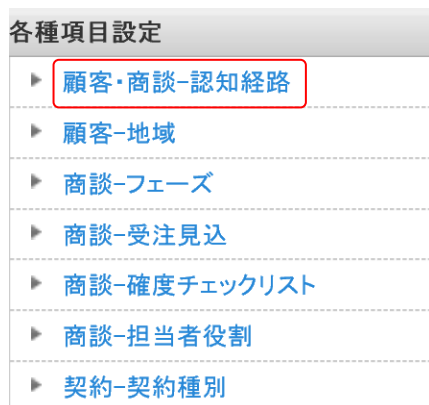 各種項目設定
顧客・商談-認知経路
顧客-地域
商談-フェーズ
商談-受注見込
商談-確度チェックリスト
商談-担当者役割
契約-契約種別